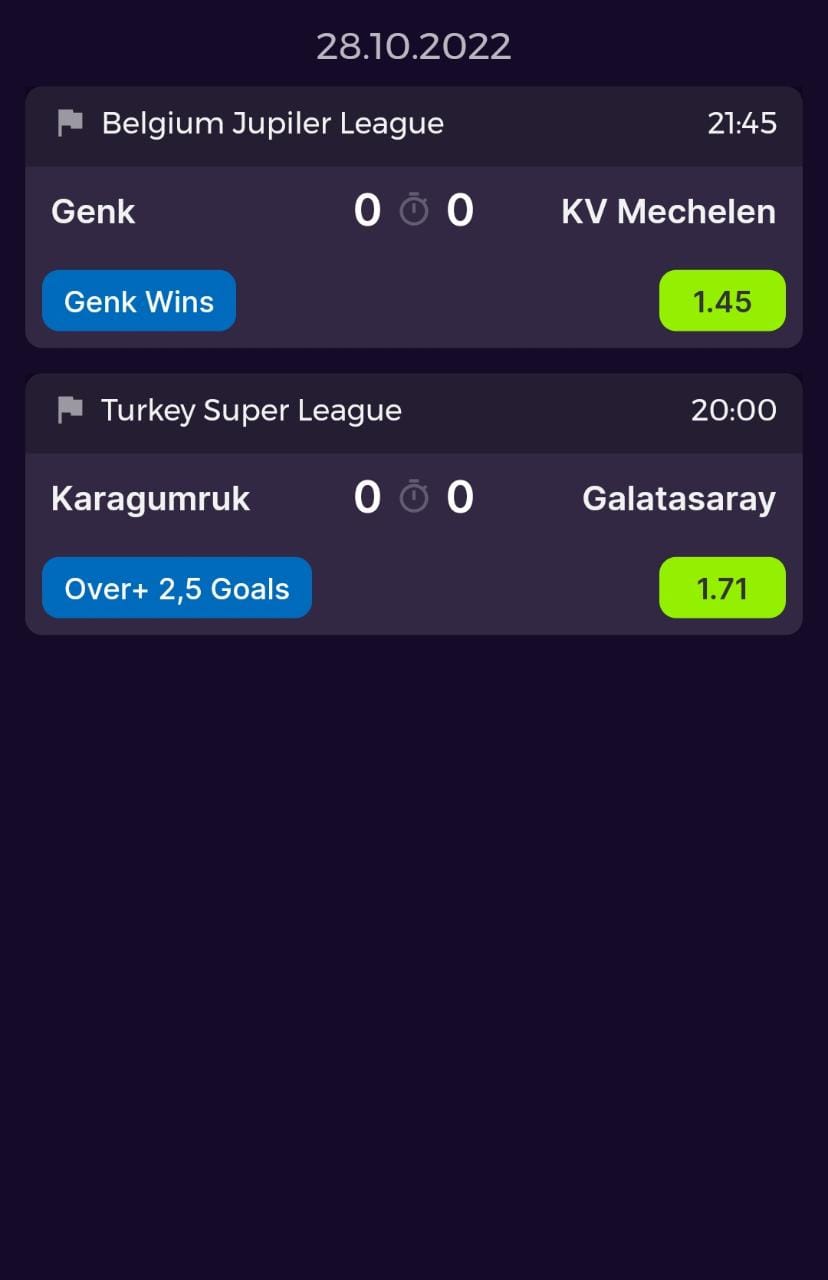 28.10.2022
Belgium Jupiler League 21:45
Genk 0 0 KV Mechelen
Genk Wins 1.45
Turkey Super League 20:00
Karagumruk 0 0 Galatasaray
Over+ 2,5 Goals 1.71